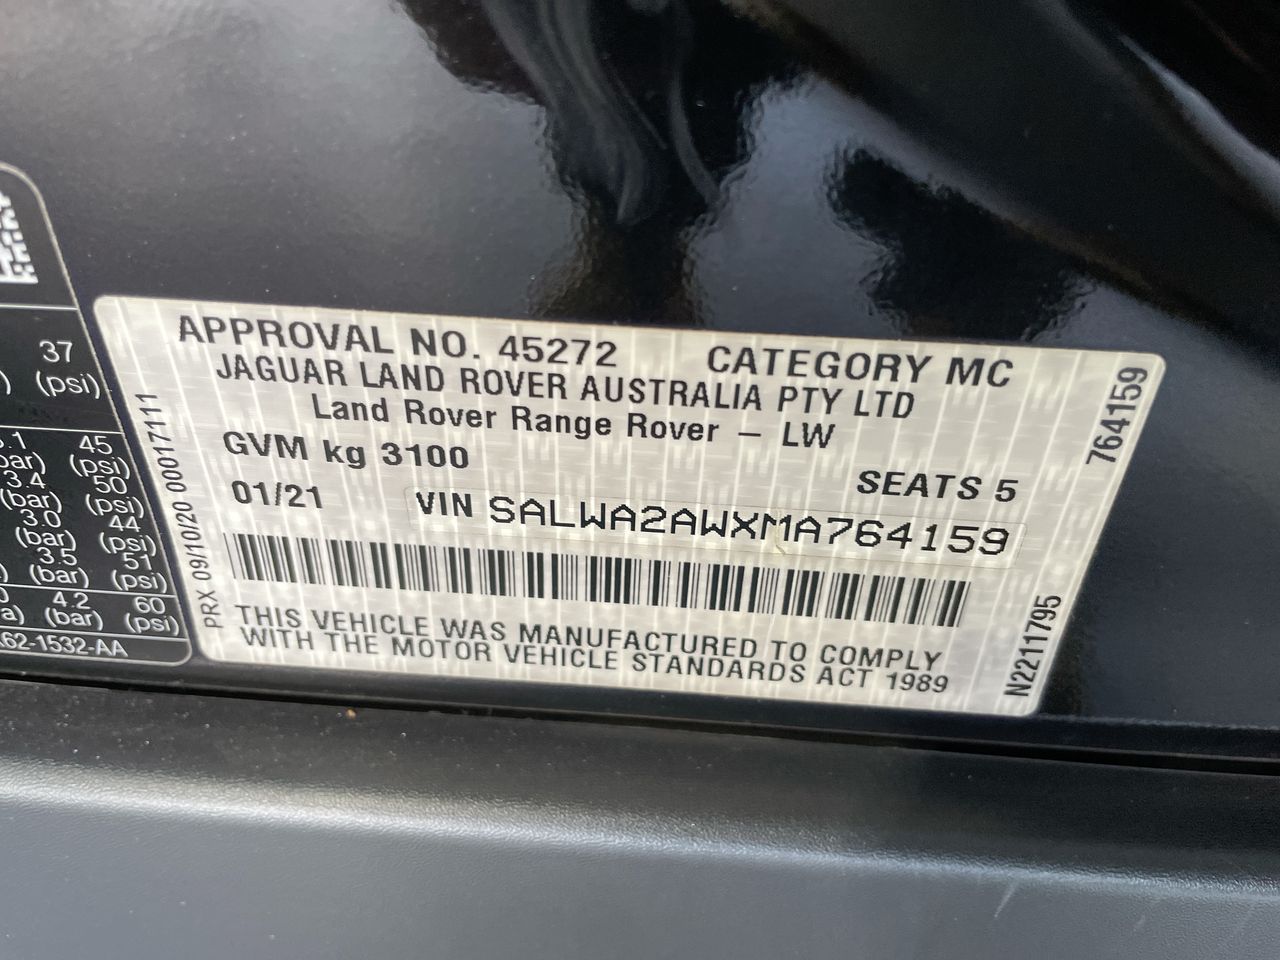 APPROVAL NO. 45272 CATEGORY MC
JAGUAR LAND ROVER AUSTRALIA PTY LTD
Land Rover Range Rover – LW
GVM kg 3100
SEATS 5
01/21 VIN SALWA2AWXMA764159
THIS VEHICLE WAS MANUFACTURED TO COMPLY
WITH THE MOTOR VEHICLE STANDARDS ACT 1989
PRX 09/10/20 00017111
764159
N2211795
37
(psi)
45
(psi)
3.4 50
(bar) (psi)
3.0 44
(bar) (psi)
3.5 51
(bar) (psi)
4.2 60
(bar) (psi)
62-1532-AA